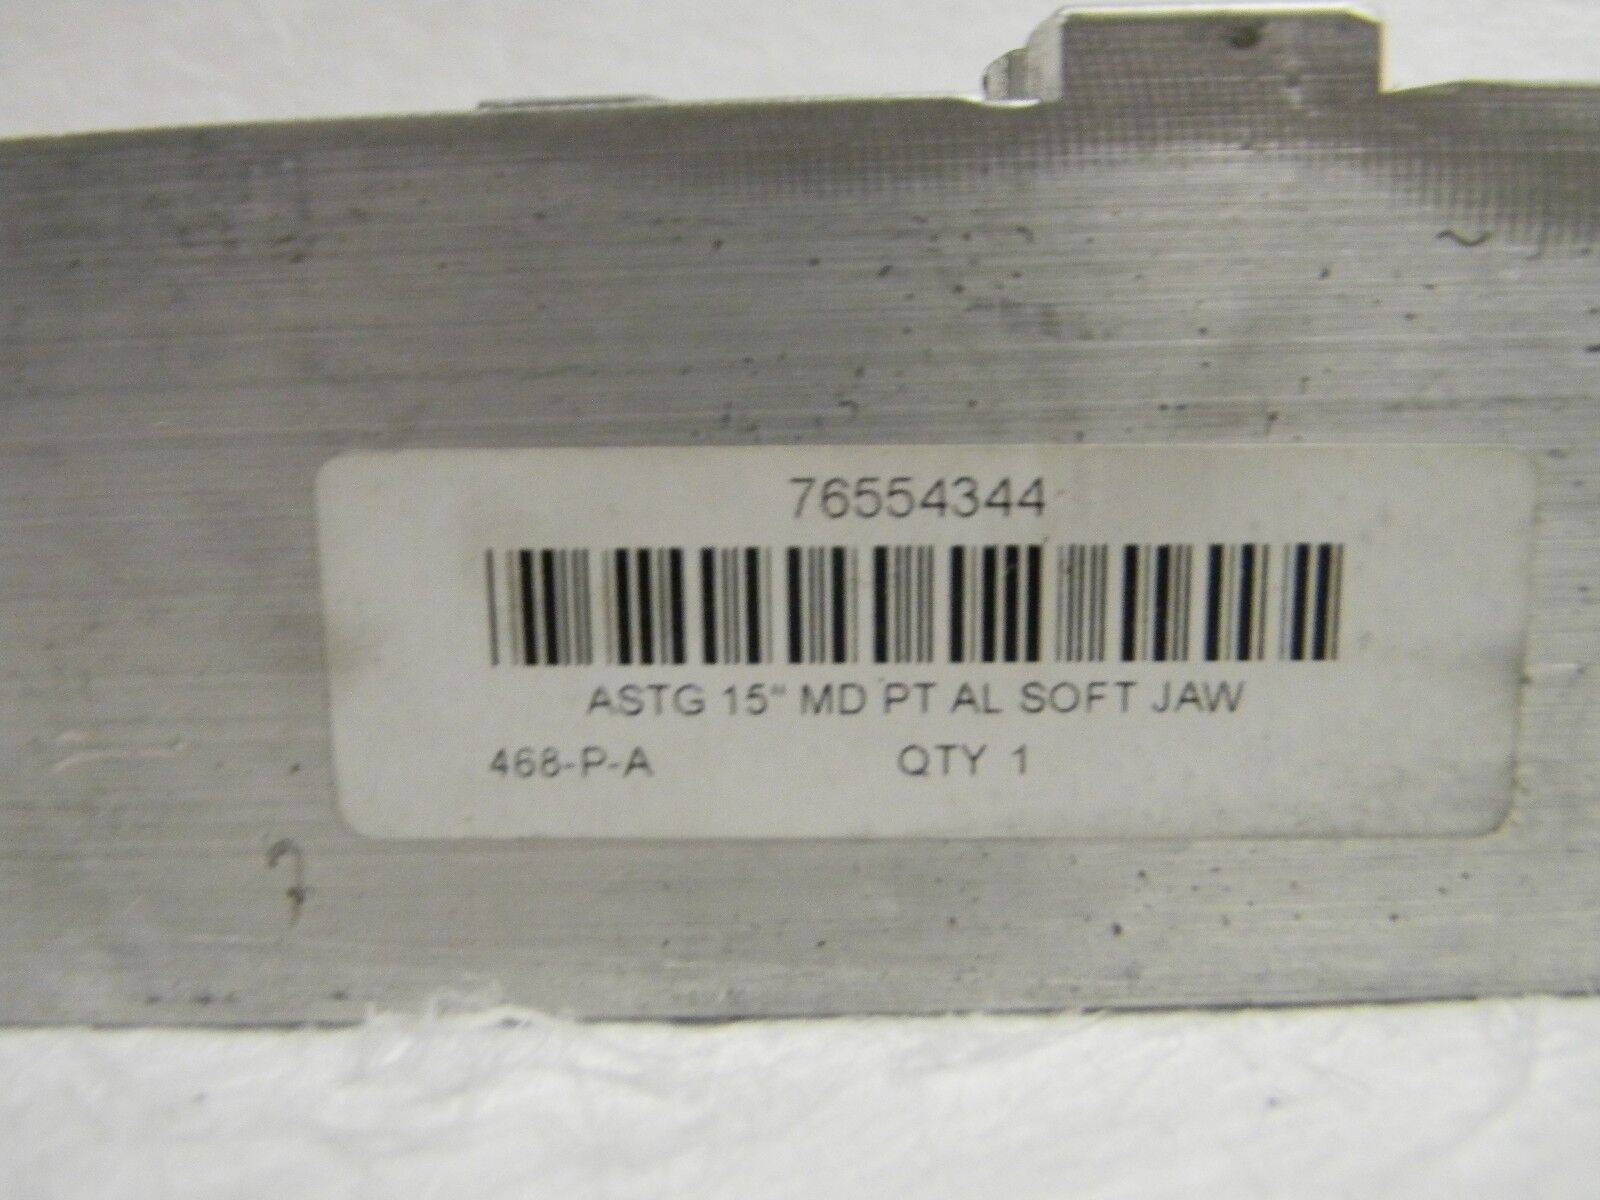 76554344
ASTG 15" MD PT AL SOFT JAW
468-P-A QTY 1